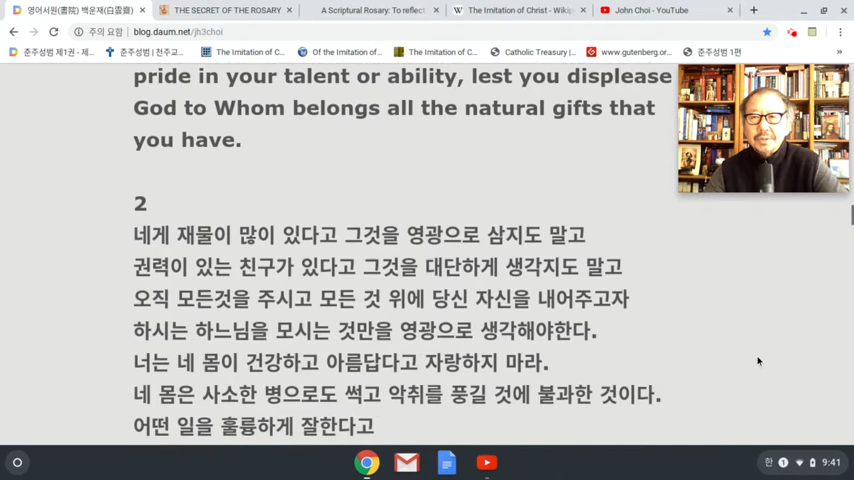 영어서원(書院) 백운재(白雲齋)
THE SECRET OF THE ROSARY
A Scriptural Rosary: To reflect
The Imitation of Christ - Wikip
John Choi - YouTube
주의 요함
blog.daum.net/jh3choi
준주성범 제1권 - 제...
준주성범 | 천주교...
The Imitation of C...
Of the Imitation of...
The Imitation of C...
Catholic Treasury |...
www.gutenberg.or...
준주성범 1편
pride in your talent or ability, lest you displease
God to Whom belongs all the natural gifts that
you have.
2
네게 재물이 많이 있다고 그것을 영광으로 삼지도 말고
권력이 있는 친구가 있다고 그것을 대단하게 생각지도 말고
오직 모든것을 주시고 모든 것 위에 당신 자신을 내어주고자
하시는 하느님을 모시는 것만을 영광으로 생각해야한다.
너는 네 몸이 건강하고 아름답다고 자랑하지 마라.
네 몸은 사소한 병으로도 썩고 악취를 풍길 것에 불과한 것이다.
어떤 일을 훌륭하게 잘한다고
한
1
9:41